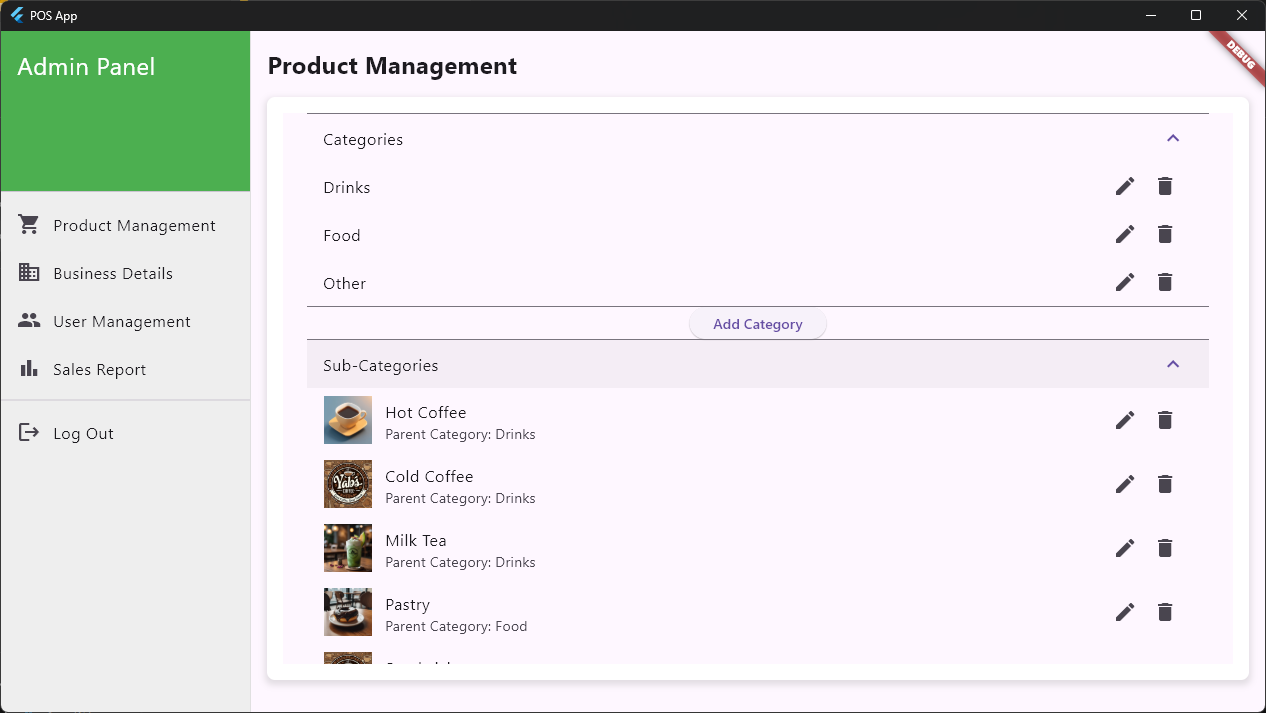 POS App
DEBUG
Admin Panel
Product Management
Business Details
User Management
Sales Report
Log Out
Product Management
Categories
Drinks
Food
Other
Add Category
Sub-Categories
Hot Coffee
Parent Category: Drinks
Cold Coffee
Parent Category: Drinks
Yab's
COFFEE
Milk Tea
Parent Category: Drinks
Pastry
Parent Category: Food